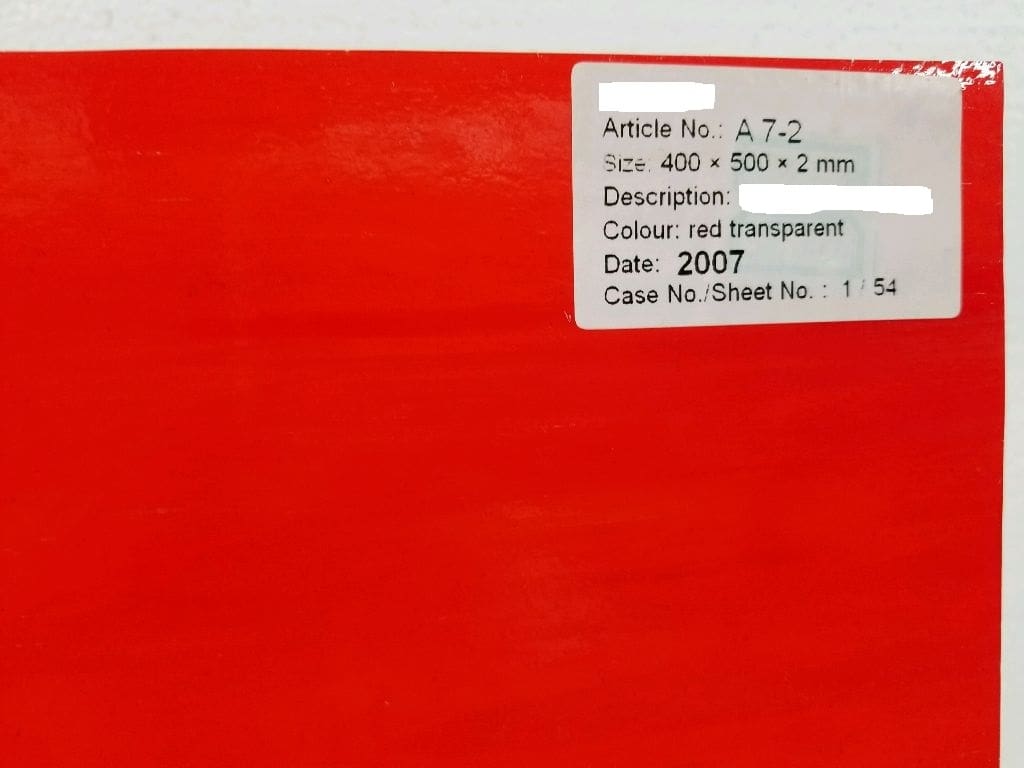 Article No.: A 7-2
Size: 400 × 500 × 2 mm
Description:
Colour: red transparent
Date: 2007
Case No./Sheet No. : 1 / 54